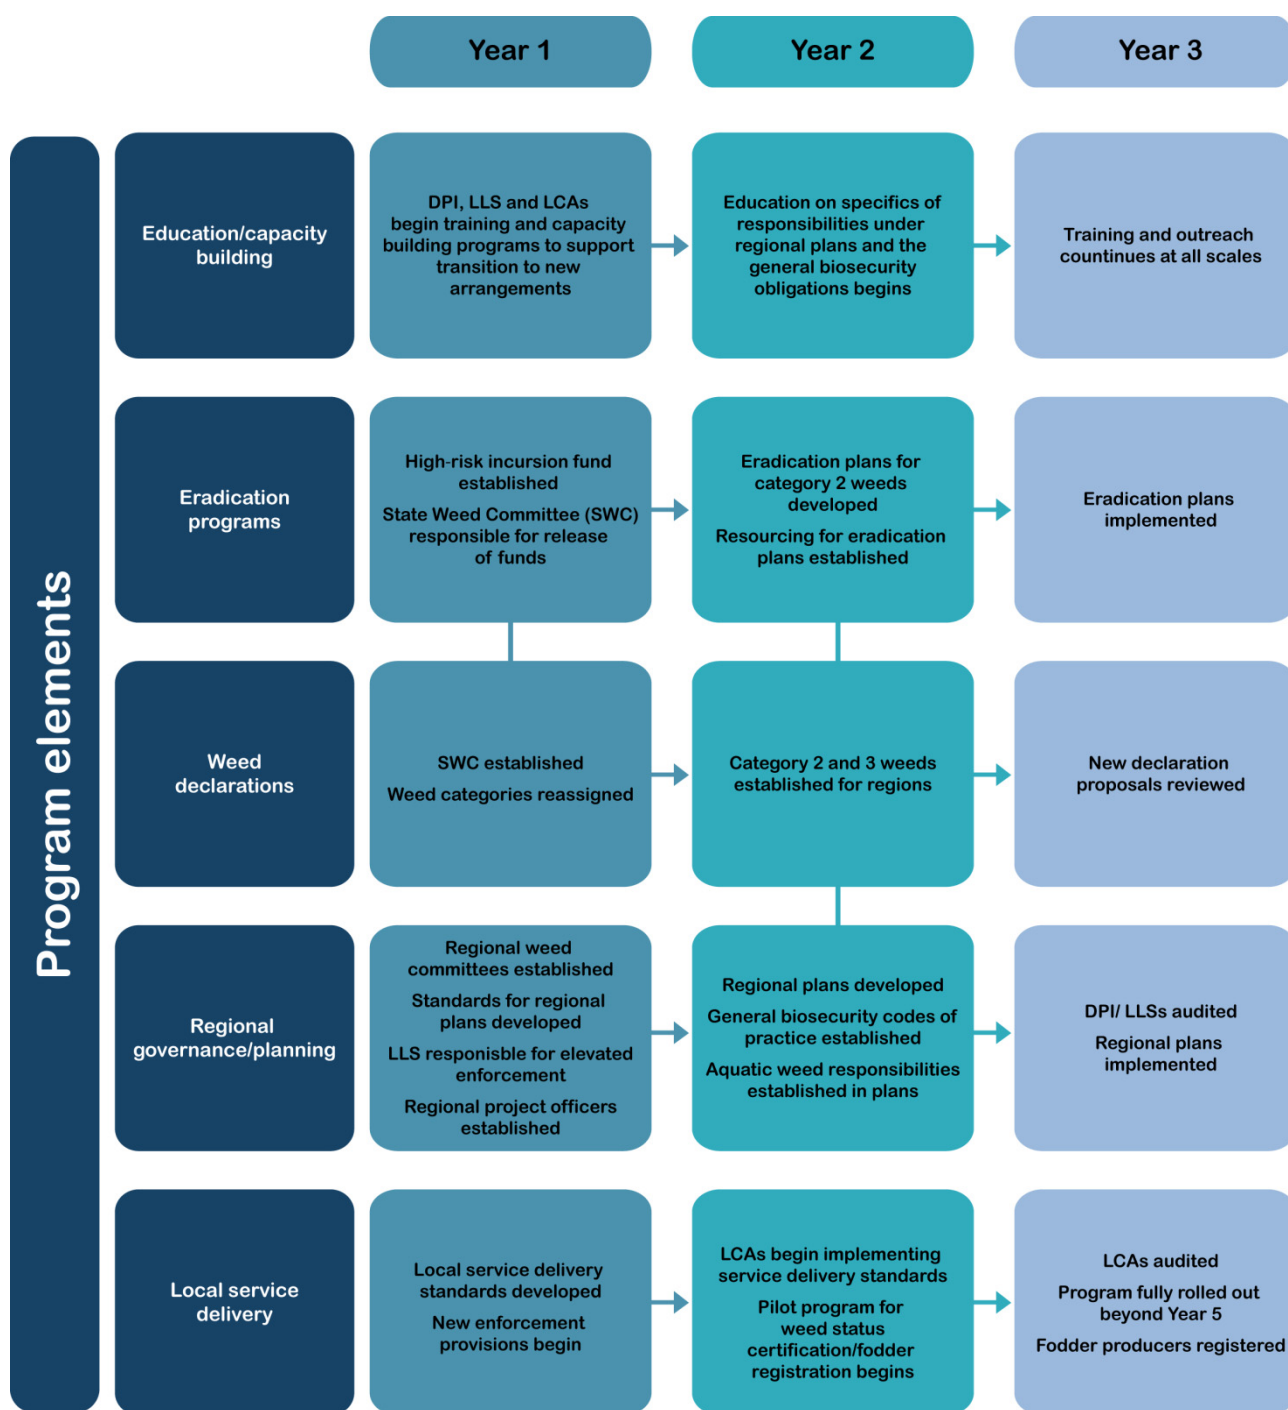 Year 1
Year 2
Year 3
Program elements
Education/capacity
building
DPI, LLS and LCAs
begin training and capacity
building programs to support
transition to new
arrangements
Education on specifics of
responsibilities under
regional plans and the
general biosecurity
obligations begins
Training and outreach
countinues at all scales
Eradication
programs
High-risk incursion fund
established
State Weed Committee (SWC)
responsible for release
of funds
Eradication plans for
category 2 weeds
developed
Resourcing for eradication
plans established
Eradication plans
implemented
Weed
declarations
SWC established
Weed categories reassigned
Category 2 and 3 weeds
established for regions
New declaration
proposals reviewed
Regional
governance/planning
Regional weed
committees established
Standards for regional
plans developed
LLS responisble for elevated
enforcement
Regional project officers
established
Regional plans developed
General biosecurity codes of
practice established
Aquatic weed responsibilities
established in plans
DPI/ LLSs audited
Regional plans
implemented
Local service
delivery
Local service delivery
standards developed
New enforcement
provisions begin
LCAs begin implementing
service delivery standards
Pilot program for
weed status
certification/fodder
registration begins
LCAs audited
Program fully rolled out
beyond Year 5
Fodder producers registered